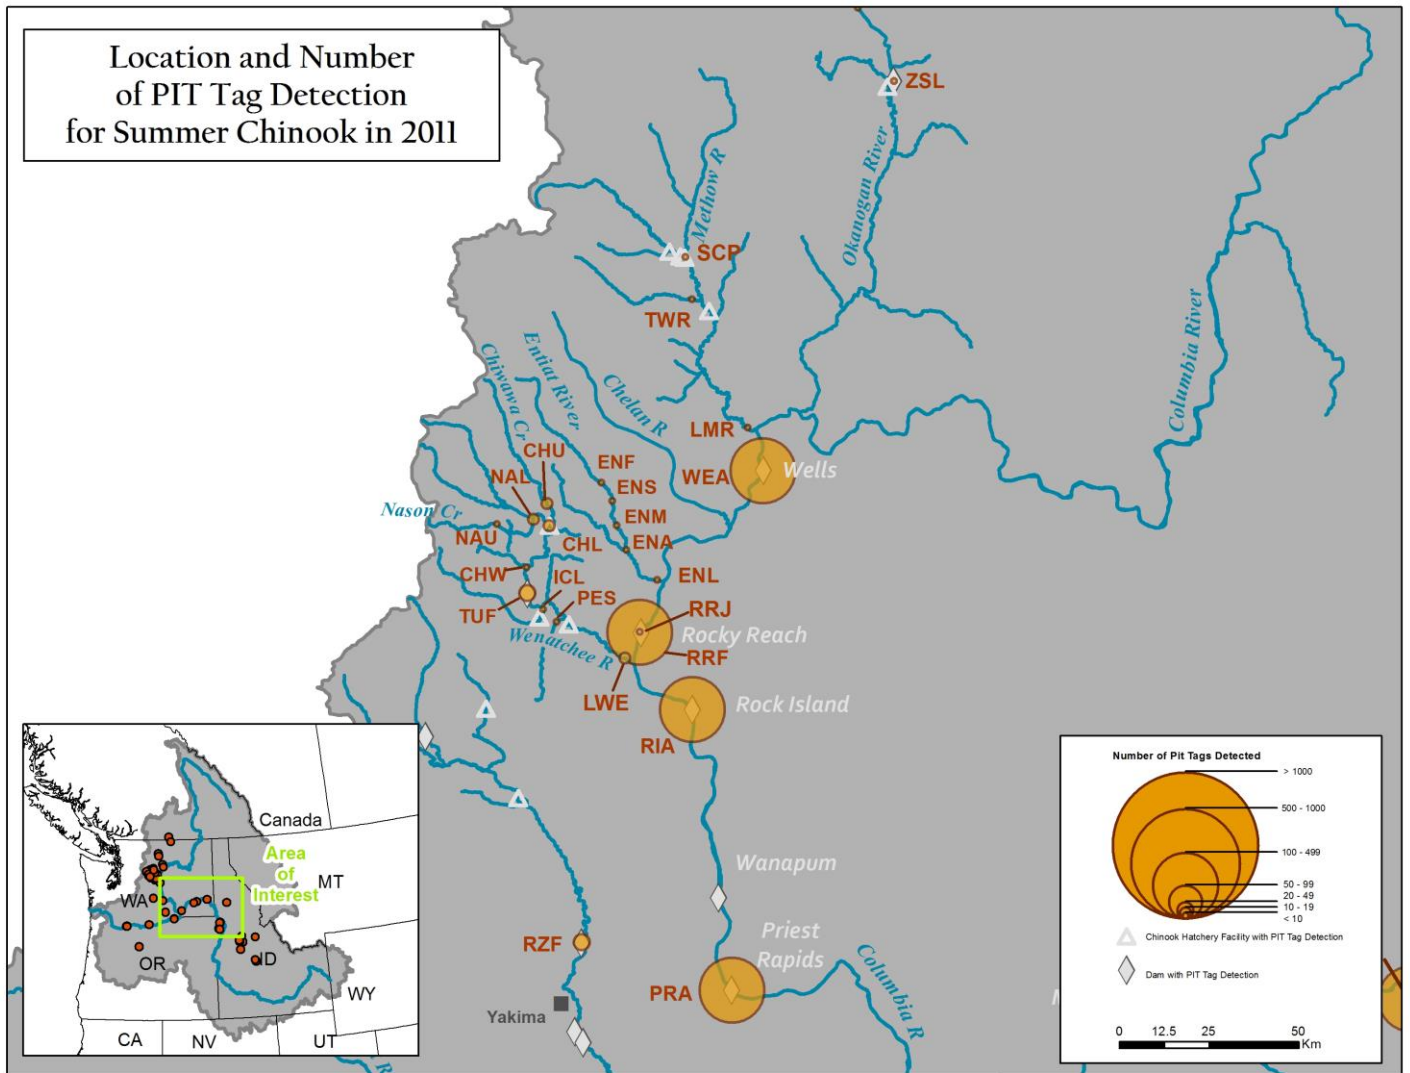 Location and Number
of PIT Tag Detection
for Summer Chinook in 2011
ZSL
Methow R
Okanogan River
SCP
TWR
Columbia River
Chiwawa Cr
Entiat River
Chelan R
LMR
WEA
Wells
CHU
ENF
NAL
ENS
Nason Cr
ENM
NAU
CHL
ENA
CHW
ICL
ENL
PES
TUF
RRJ
Wenatchee R
Rocky Reach
RRF
LWE
Rock Island
RIA
Wanapum
Priest
Rapids
RZF
PRA
Columbia R
Yakima
R
Canada
Area
of
Interest
MT
WA
OR
ID
WY
CA
NV
UT
Number of Pit Tags Detected
> 1000
500 - 1000
100 - 499
50 - 99
20 - 49
10 - 19
< 10
Chinook Hatchery Facility with PIT Tag Detection
Dam with PIT Tag Detection
0 12.5 25 50
Km